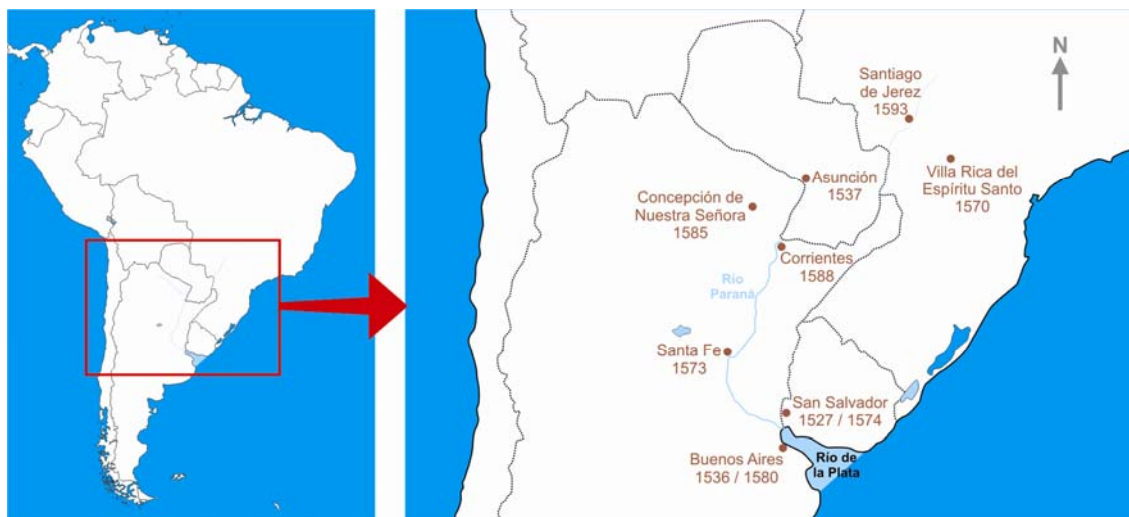 N
Santiago
de Jerez
1593
Villa Rica del
Espíritu Santo
1570
Asunción
1537
Concepción de
Nuestra Señora
1585
Corrientes
1588
Río
Paraná
Santa Fe
1573
San Salvador
1527 / 1574
Buenos Aires
1536 / 1580
Río de
la Plata